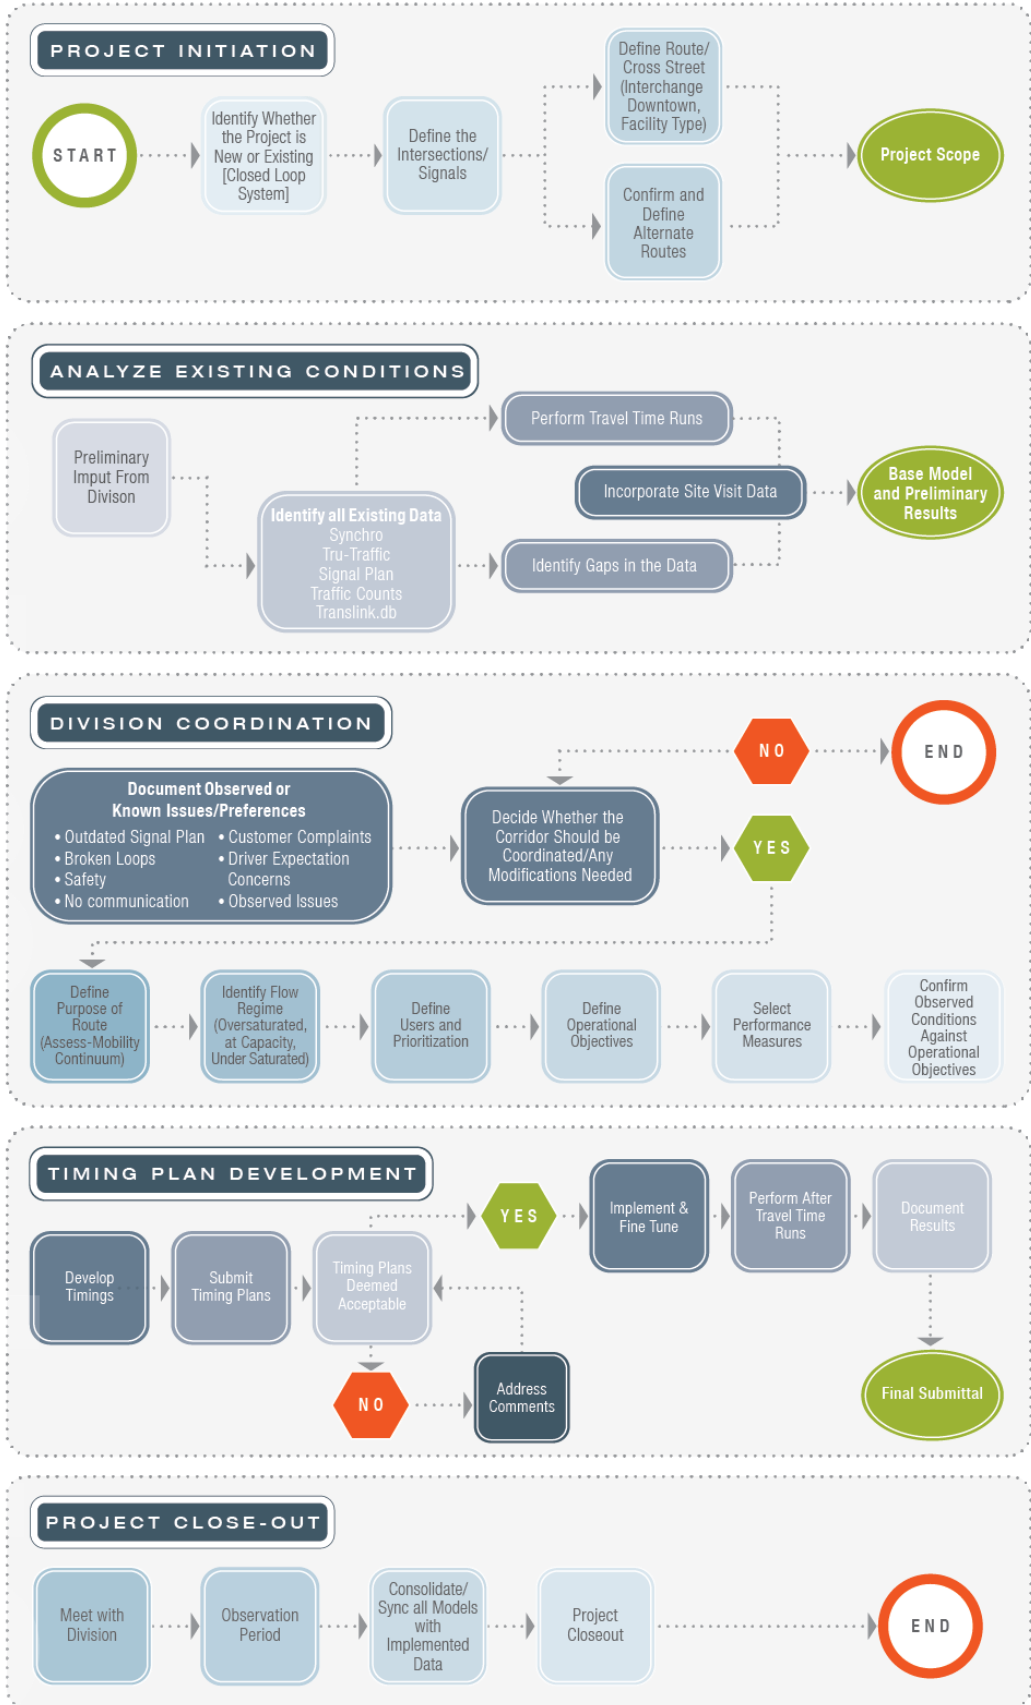 PROJECT INITIATION
START
Identify Whether
the Project is
New or Existing
[Closed Loop
System]
Define the
Intersections/
Signals
Define Route/
Cross Street
(Interchange
Downtown,
Facility Type)
Confirm and
Define
Alternate
Routes
Project Scope
ANALYZE EXISTING CONDITIONS
Preliminary
Imput From
Divison
Identify all Existing Data
Synchro
Tru-Traffic
Signal Plan
Traffic Counts
Translink.db
Perform Travel Time Runs
Incorporate Site Visit Data
Identify Gaps in the Data
Base Model
and Preliminary
Results
DIVISION COORDINATION
Document Observed or
Known Issues/Preferences
• Outdated Signal Plan
• Broken Loops
• Safety
• No communication
• Customer Complaints
• Driver Expectation
Concerns
• Observed Issues
Decide Whether the
Corridor Should be
Coordinated/Any
Modifications Needed
NO
END
YES
Define
Purpose of
Route
(Assess-Mobility
Continuum)
Identify Flow
Regime
(Oversaturated,
at Capacity,
Under Saturated)
Define
Users and
Prioritization
Define
Operational
Objectives
Select
Performance
Measures
Confirm
Observed
Conditions
Against
Operational
Objectives
TIMING PLAN DEVELOPMENT
Develop
Timings
Submit
Timing Plans
Timing Plans
Deemed
Acceptable
YES
Implement &
Fine Tune
Perform After
Travel Time
Runs
Document
Results
NO
Address
Comments
Final Submittal
PROJECT CLOSE-OUT
Meet with
Division
Observation
Period
Consolidate/
Sync all Models
with
Implemented
Data
Project
Closeout
END